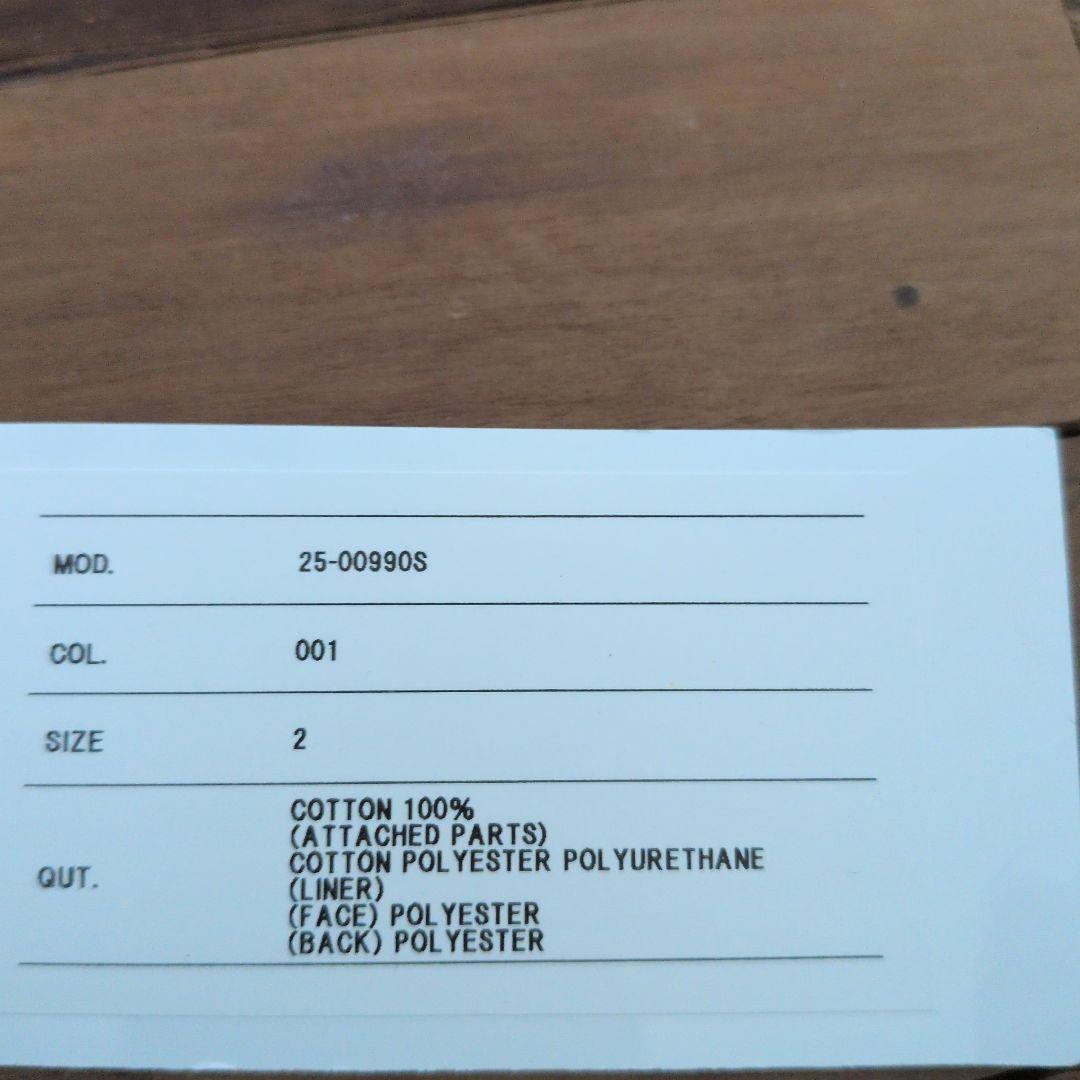 MOD. 25-00990S
COL. 001
SIZE 2
QUT. COTTON 100%
(ATTACHED PARTS)
COTTON POLYESTER POLYURETHANE
(LINER)
(FACE) POLYESTER
(BACK) POLYESTER